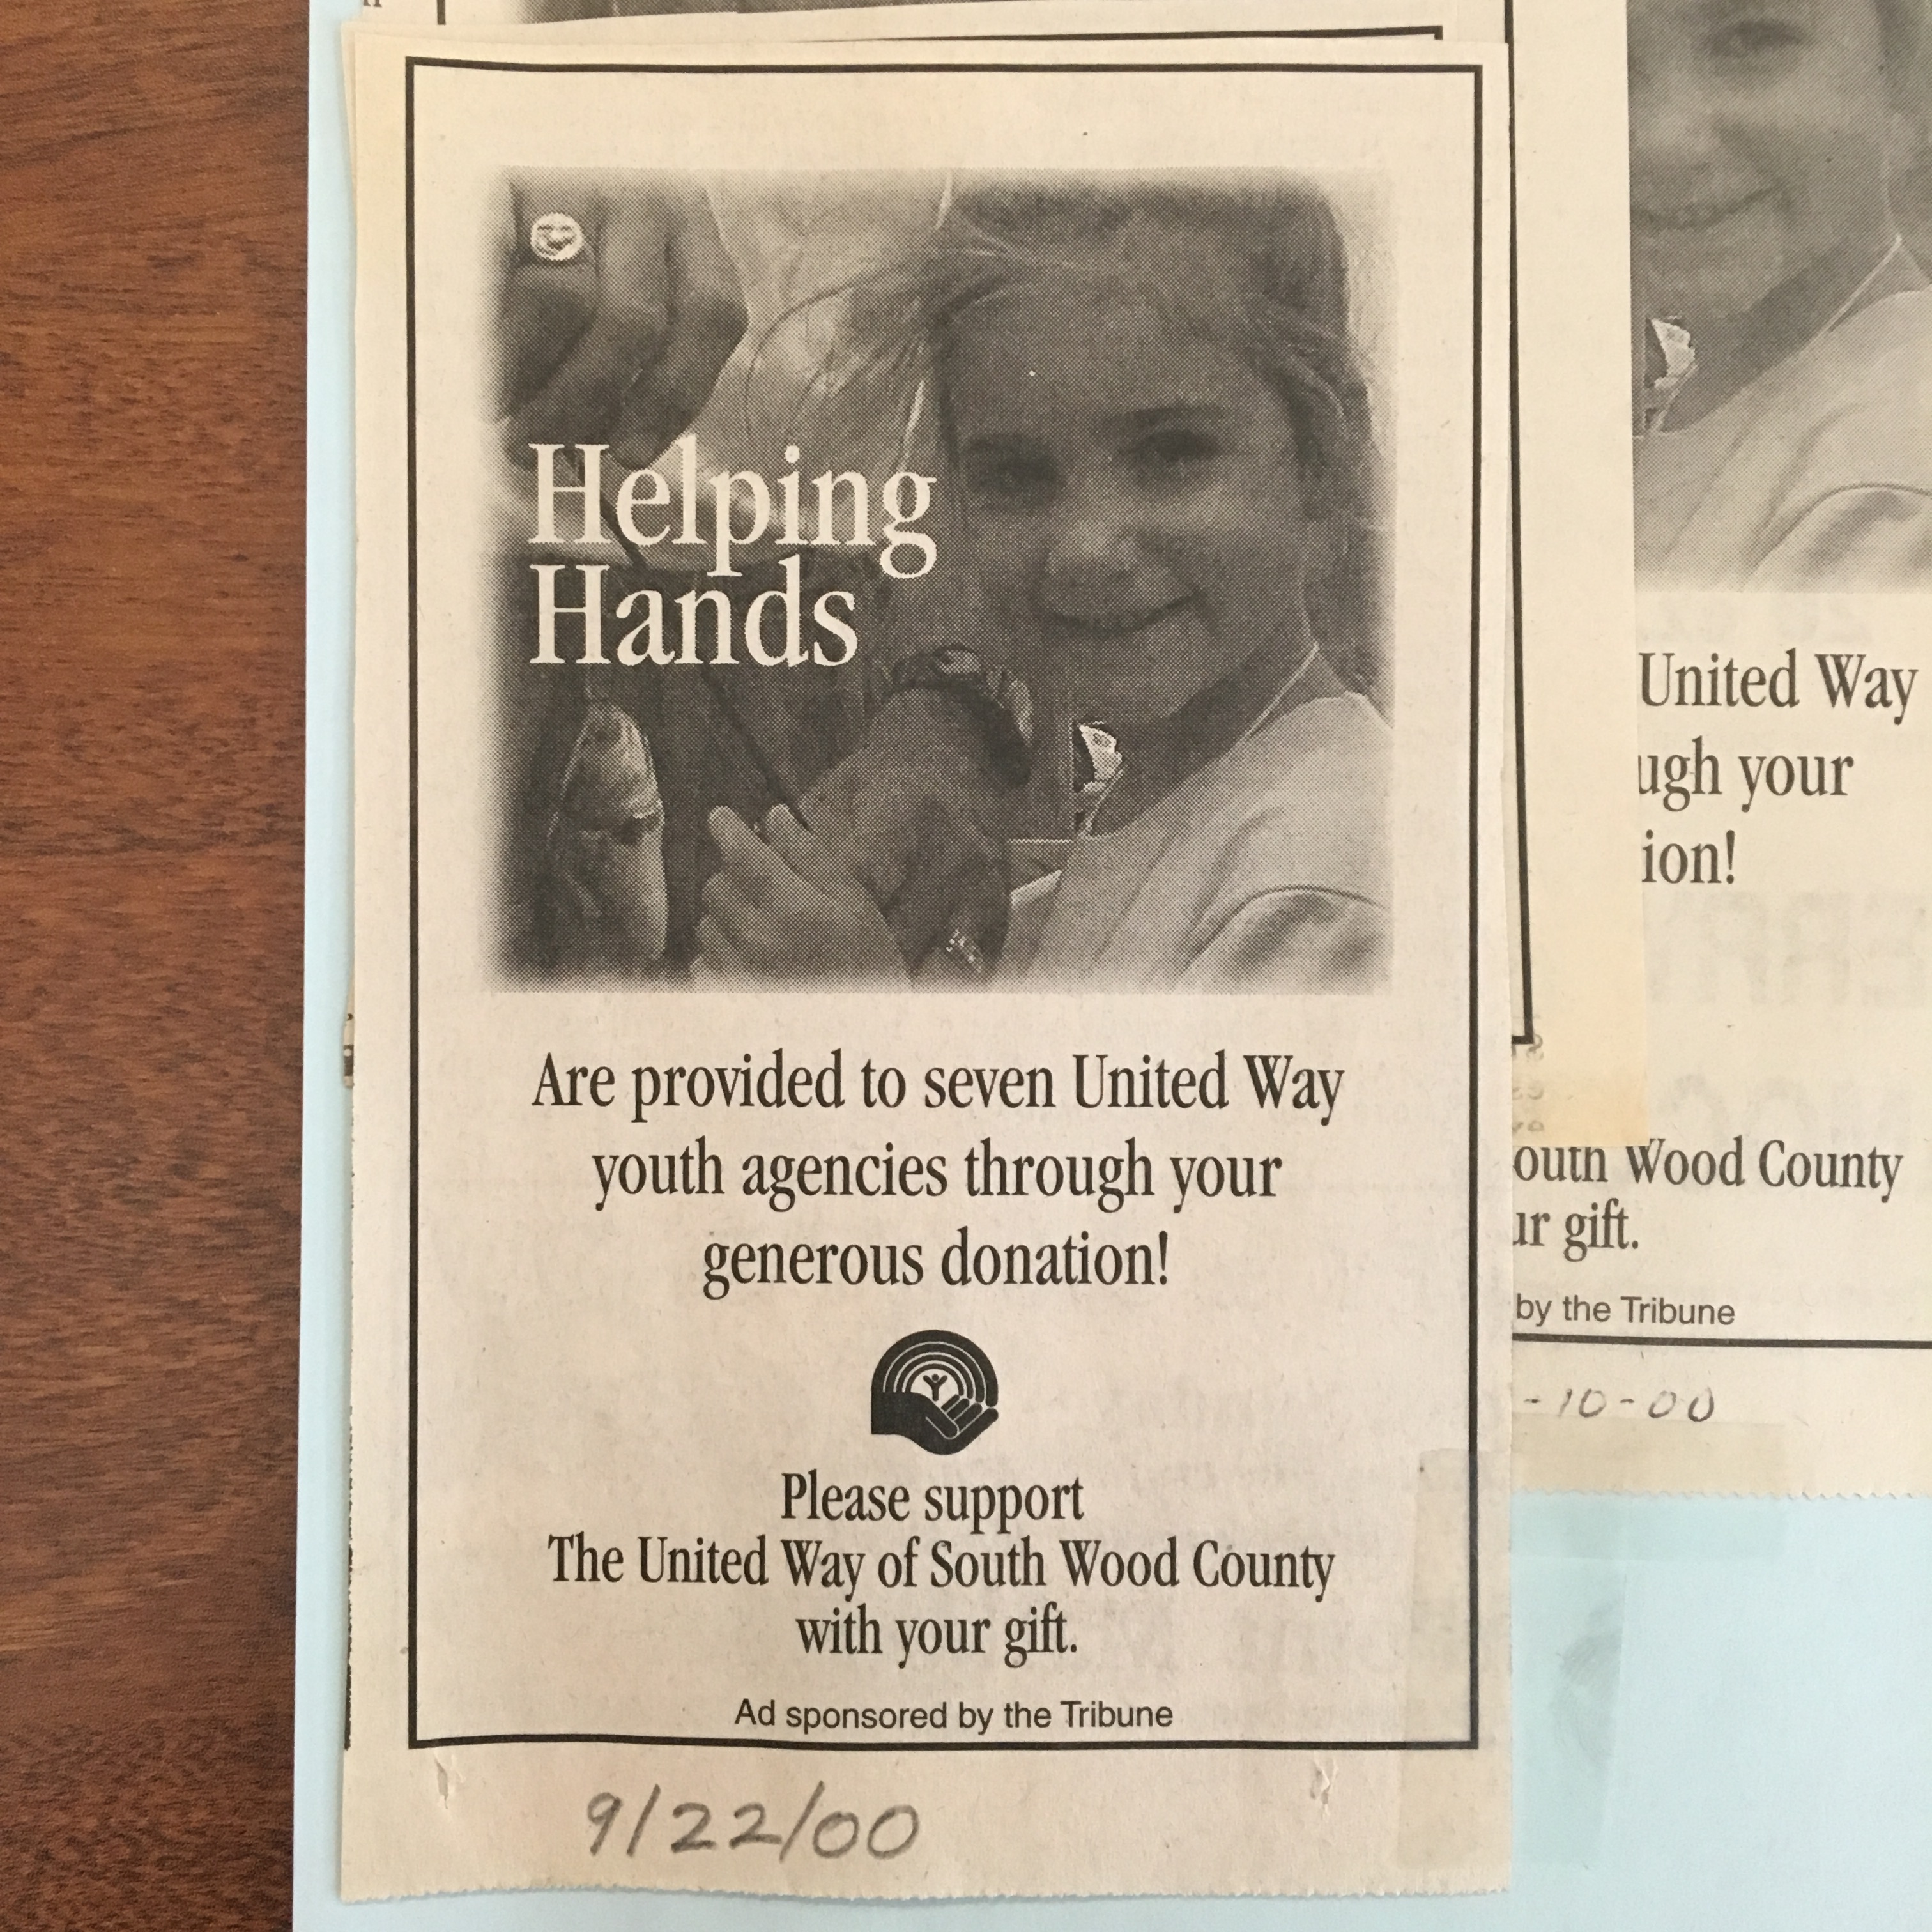 Helping
Hands
Are provided to seven United Way
youth agencies through your
generous donation!
Please support
The United Way of South Wood County
with your gift.
Ad sponsored by the Tribune
9/22/00
United Way
ugh your
ion!
outh Wood County
ur gift.
by the Tribune
-10-00